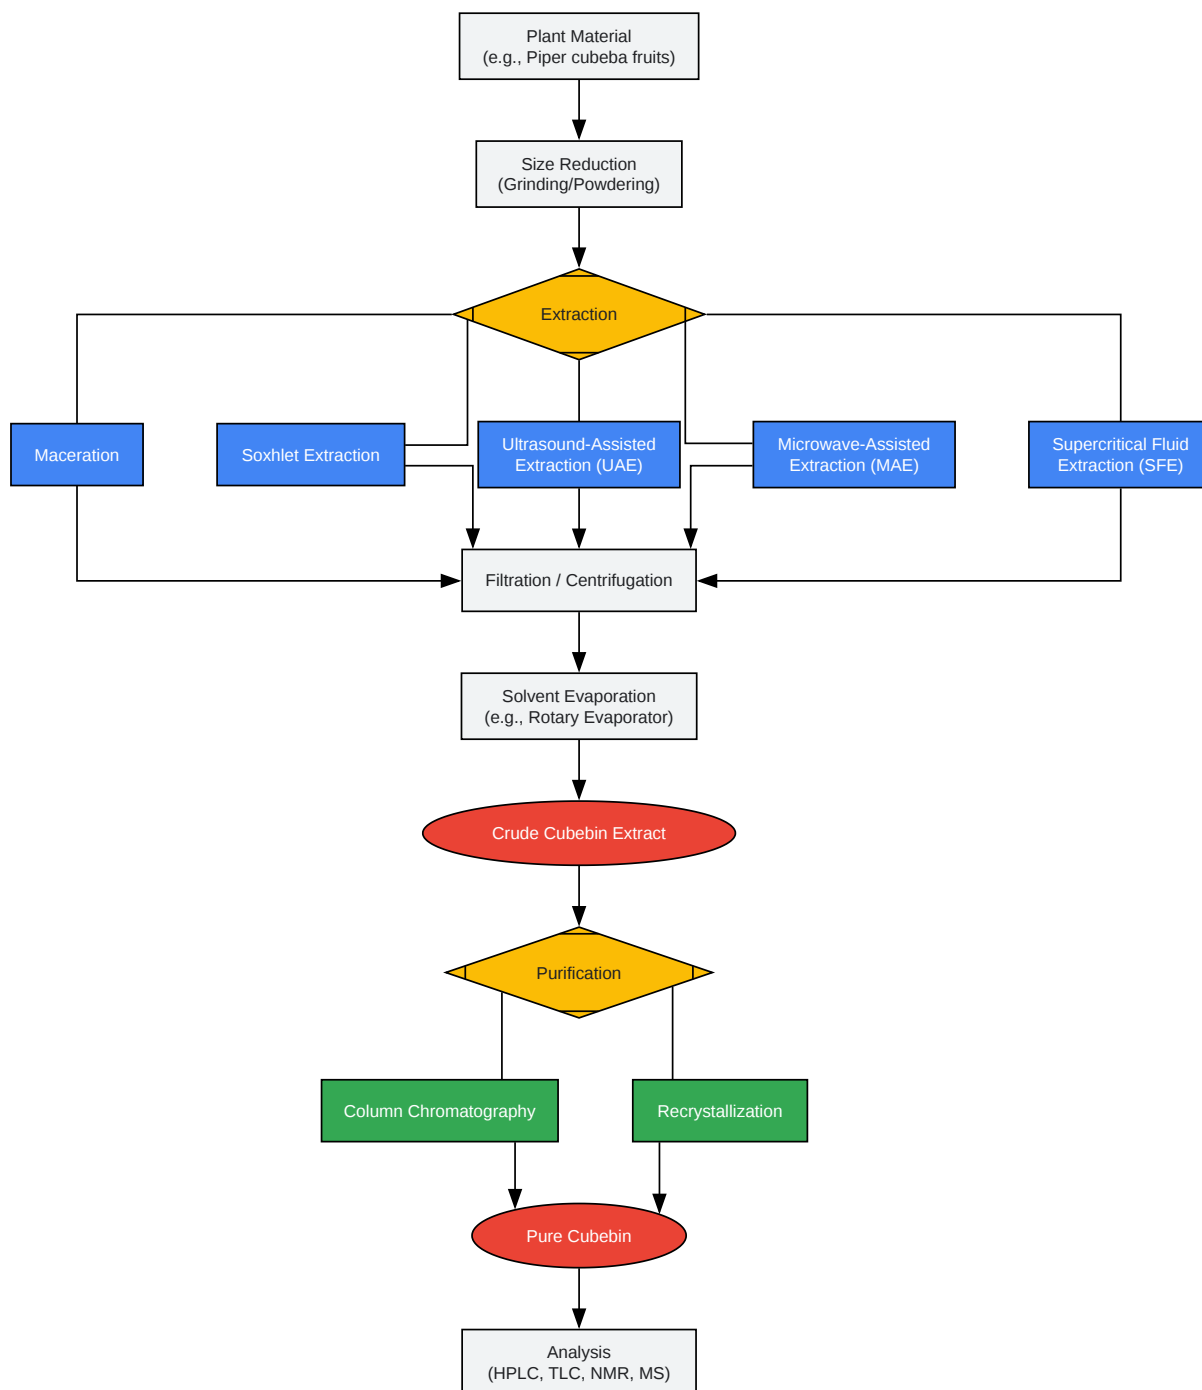 Plant Material
(e.g., Piper cubeba fruits)
Size Reduction
(Grinding/Powdering)
Extraction
Maceration
Soxhlet Extraction
Ultrasound-Assisted
Extraction (UAE)
Microwave-Assisted
Extraction (MAE)
Supercritical Fluid
Extraction (SFE)
Filtration / Centrifugation
Solvent Evaporation
(e.g., Rotary Evaporator)
Crude Cubebin Extract
Purification
Column Chromatography
Recrystallization
Pure Cubebin
Analysis
(HPLC, TLC, NMR, MS)